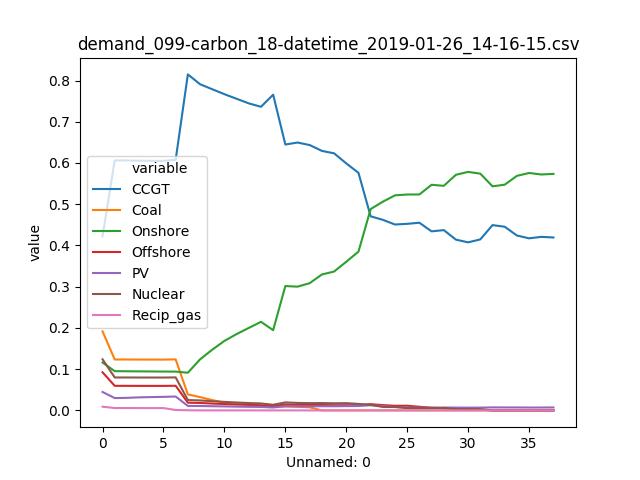 demand_099-carbon_18-datetime_2019-01-26_14-16-15.csv
0.8
0.7
0.6
0.5
0.4
0.3
0.2
0.1
0.0
value
variable
CCGT
Coal
Onshore
Offshore
PV
Nuclear
Recip_gas
0 5 10 15 20 25 30 35
Unnamed: 0